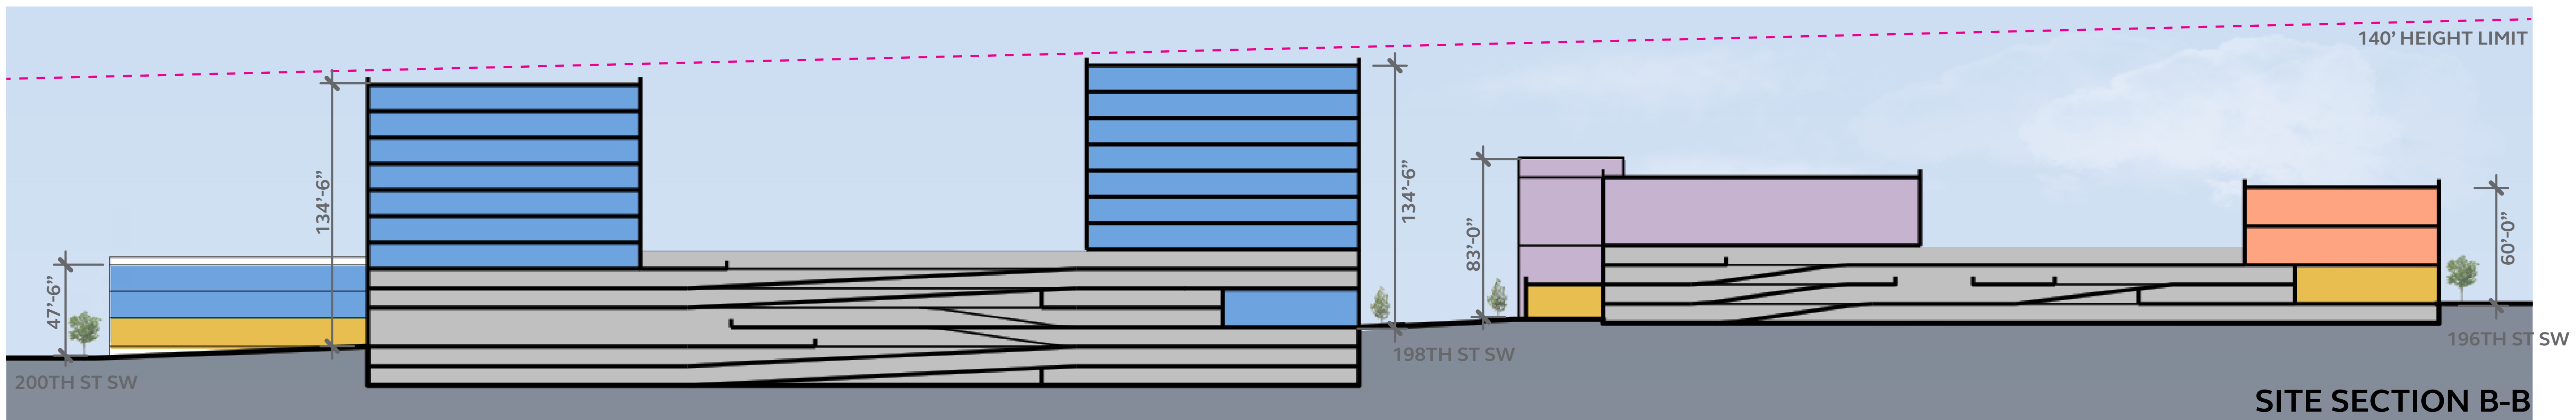 140' HEIGHT LIMIT
134'-6"
134'-6"
83'-0"
60'-0"
47'-6"
200TH ST SW
198TH ST SW
196TH ST SW
SITE SECTION B-B